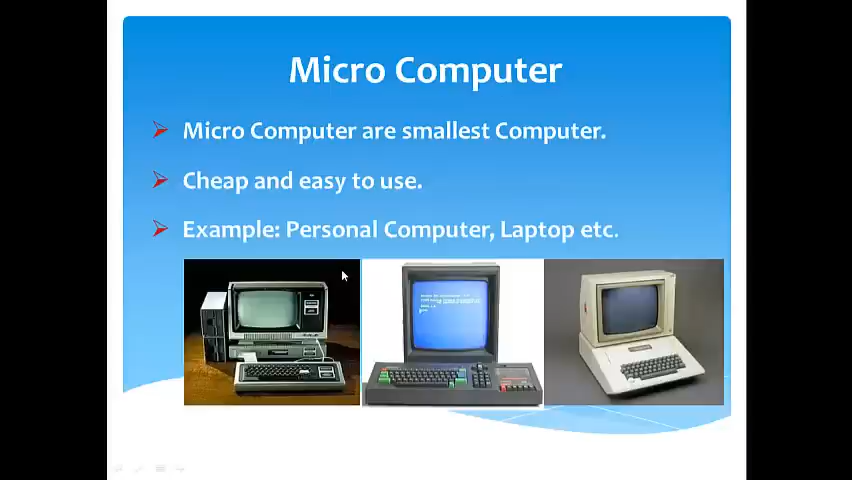 Micro Computer
Micro Computer are smallest Computer.
Cheap and easy to use.
Example: Personal Computer, Laptop etc.